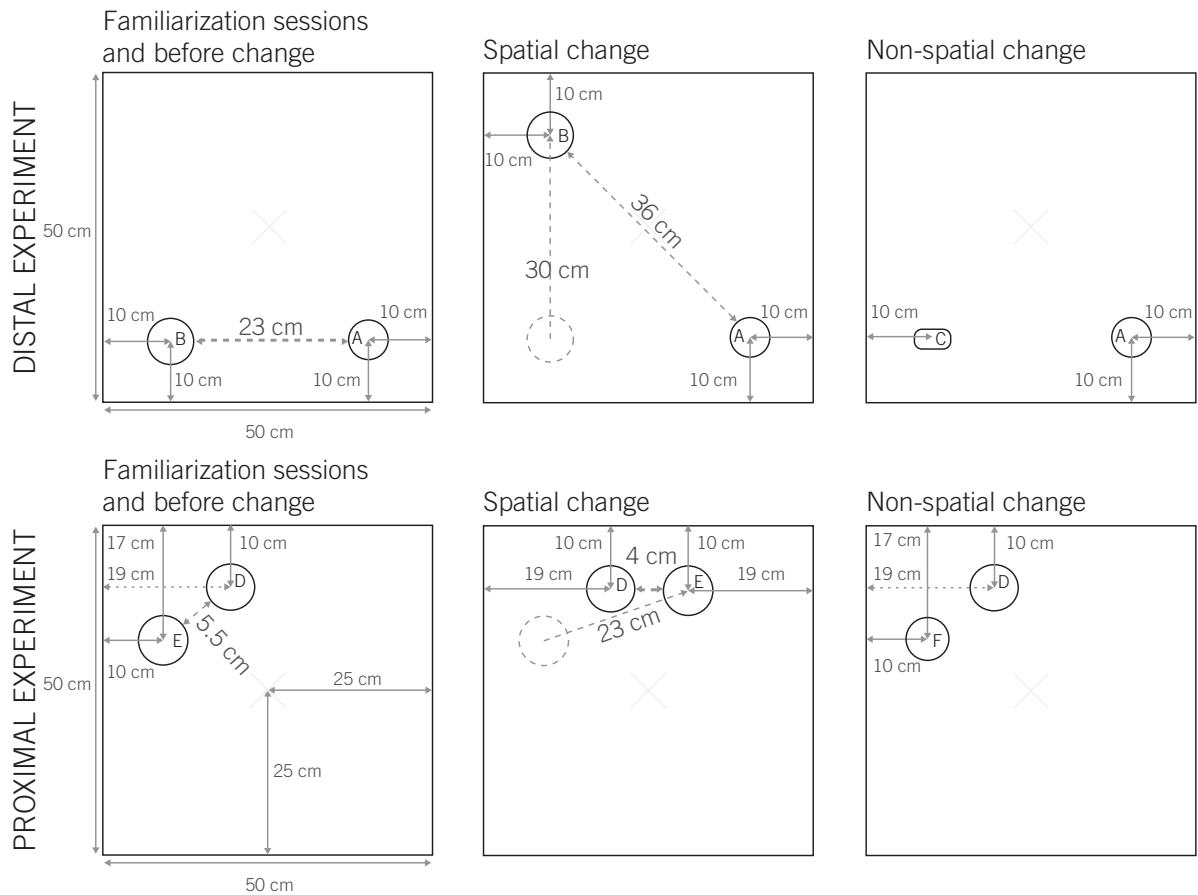 Familiarization sessions
and before change
Spatial change
Non-spatial change
DISTAL EXPERIMENT
50 cm
10 cm
B
23 cm
A
10 cm
10 cm
10 cm
50 cm
10 cm
B
10 cm
36 cm
30 cm
10 cm
A
10 cm
10 cm
C
10 cm
A
10 cm
Familiarization sessions
and before change
Spatial change
Non-spatial change
PROXIMAL EXPERIMENT
50 cm
17 cm
10 cm
19 cm
D
E
5.5 cm
10 cm
25 cm
25 cm
50 cm
10 cm
4 cm
10 cm
19 cm
D
E
19 cm
23 cm
17 cm
10 cm
19 cm
D
F
10 cm